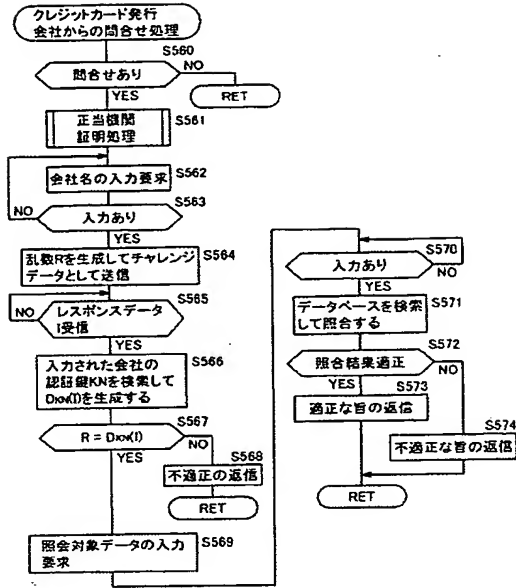 クレジットカード発行
会社からの問合せ処理
S560
問合せあり
NO
RET
YES
正当機関
証明処理
S561
会社名の入力要求
S562
S563
入力あり
NO
YES
乱数Rを生成してチャレンジ
データとして送信
S564
S565
レスポンスデータ
I受信
NO
YES
入力された会社の
認証鍵KNを検索して
DKN(I)を生成する
S566
S567
R = DKN(I)
NO
YES
S568
不適正の返信
RET
照会対象データの入力
要求
S569
S570
入力あり
NO
YES
S571
データベースを検索
して照合する
S572
照合結果適正
YES
NO
S573
適正な旨の返信
S574
不適正な旨の返信
RET